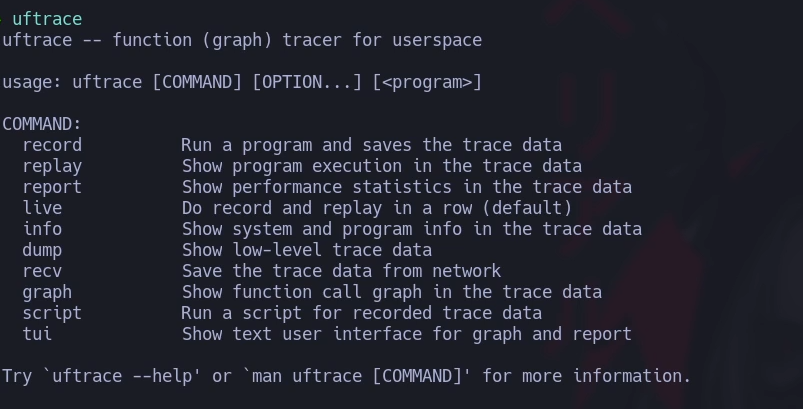 uftrace
uftrace -- function (graph) tracer for userspace
usage: uftrace [COMMAND] [OPTION...] [<program>]
COMMAND:
record Run a program and saves the trace data
replay Show program execution in the trace data
report Show performance statistics in the trace data
live Do record and replay in a row (default)
info Show system and program info in the trace data
dump Show low-level trace data
recv Save the trace data from network
graph Show function call graph in the trace data
script Run a script for recorded trace data
tui Show text user interface for graph and report
Try `uftrace --help' or `man uftrace [COMMAND]' for more information.